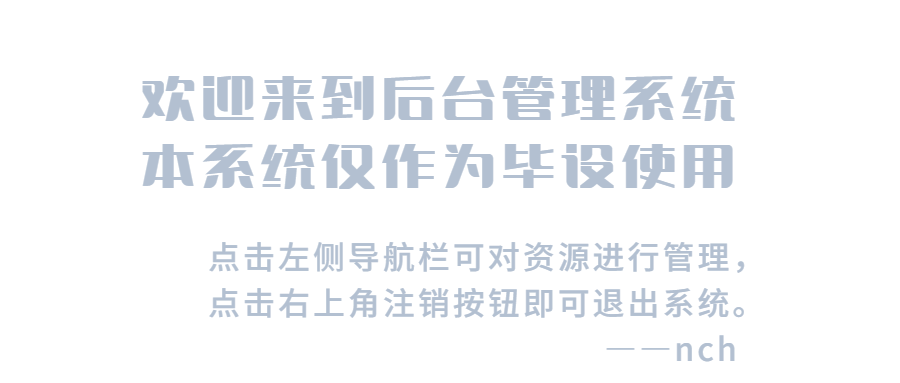 欢迎来到后台管理系统
本系统仅作为毕设使用
点击左侧导航栏可对资源进行管理，
点击右上角注销按钮即可退出系统。
——nch